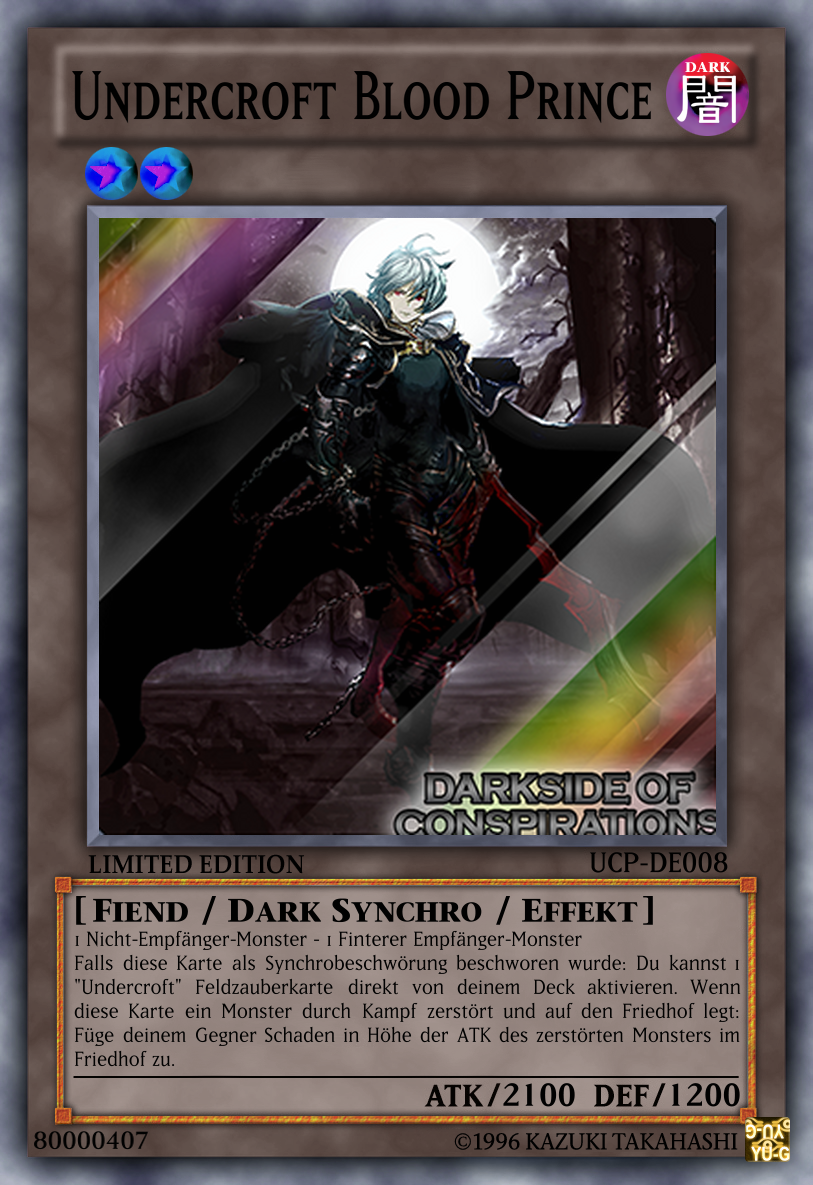 Undercroft Blood Prince
DARK
闇
DARKSIDE OF
CONSPIRATIONS
LIMITED EDITION UCP-DE008
[ Fiend / Dark Synchro / Effekt ]
1 Nicht-Empfänger-Monster - 1 Finterer Empfänger-Monster
Falls diese Karte als Synchrobeschwörung beschworen wurde: Du kannst 1
"Undercroft" Feldzauberkarte direkt von deinem Deck aktivieren. Wenn
diese Karte ein Monster durch Kampf zerstört und auf den Friedhof legt:
Füge deinem Gegner Schaden in Höhe der ATK des zerstörten Monsters im
Friedhof zu.
ATK/2100 DEF/1200
80000407 ©1996 KAZUKI TAKAHASHI